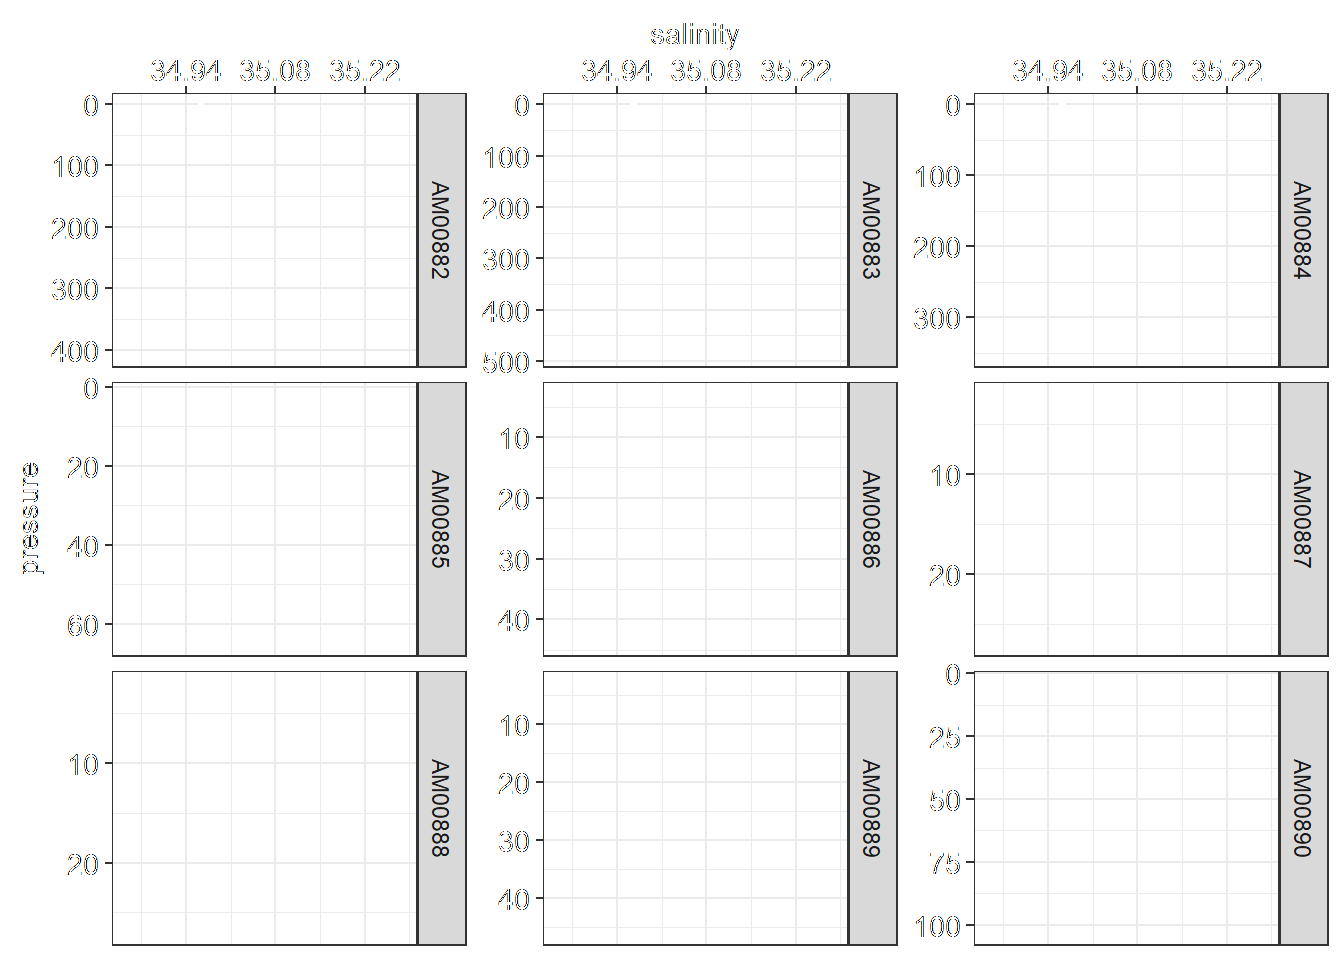 salinity
34.94 35.08 35.22 34.94 35.08 35.22 34.94 35.08 35.22
0 100 200 300 400 AM00882
0 100 200 300 400 500 AM00883
0 100 200 300 AM00884
pressure
0 20 40 60 AM00885
10 20 30 40 AM00886
10 20 AM00887
10 20 AM00888
10 20 30 40 AM00889
0 25 50 75 100 AM00890